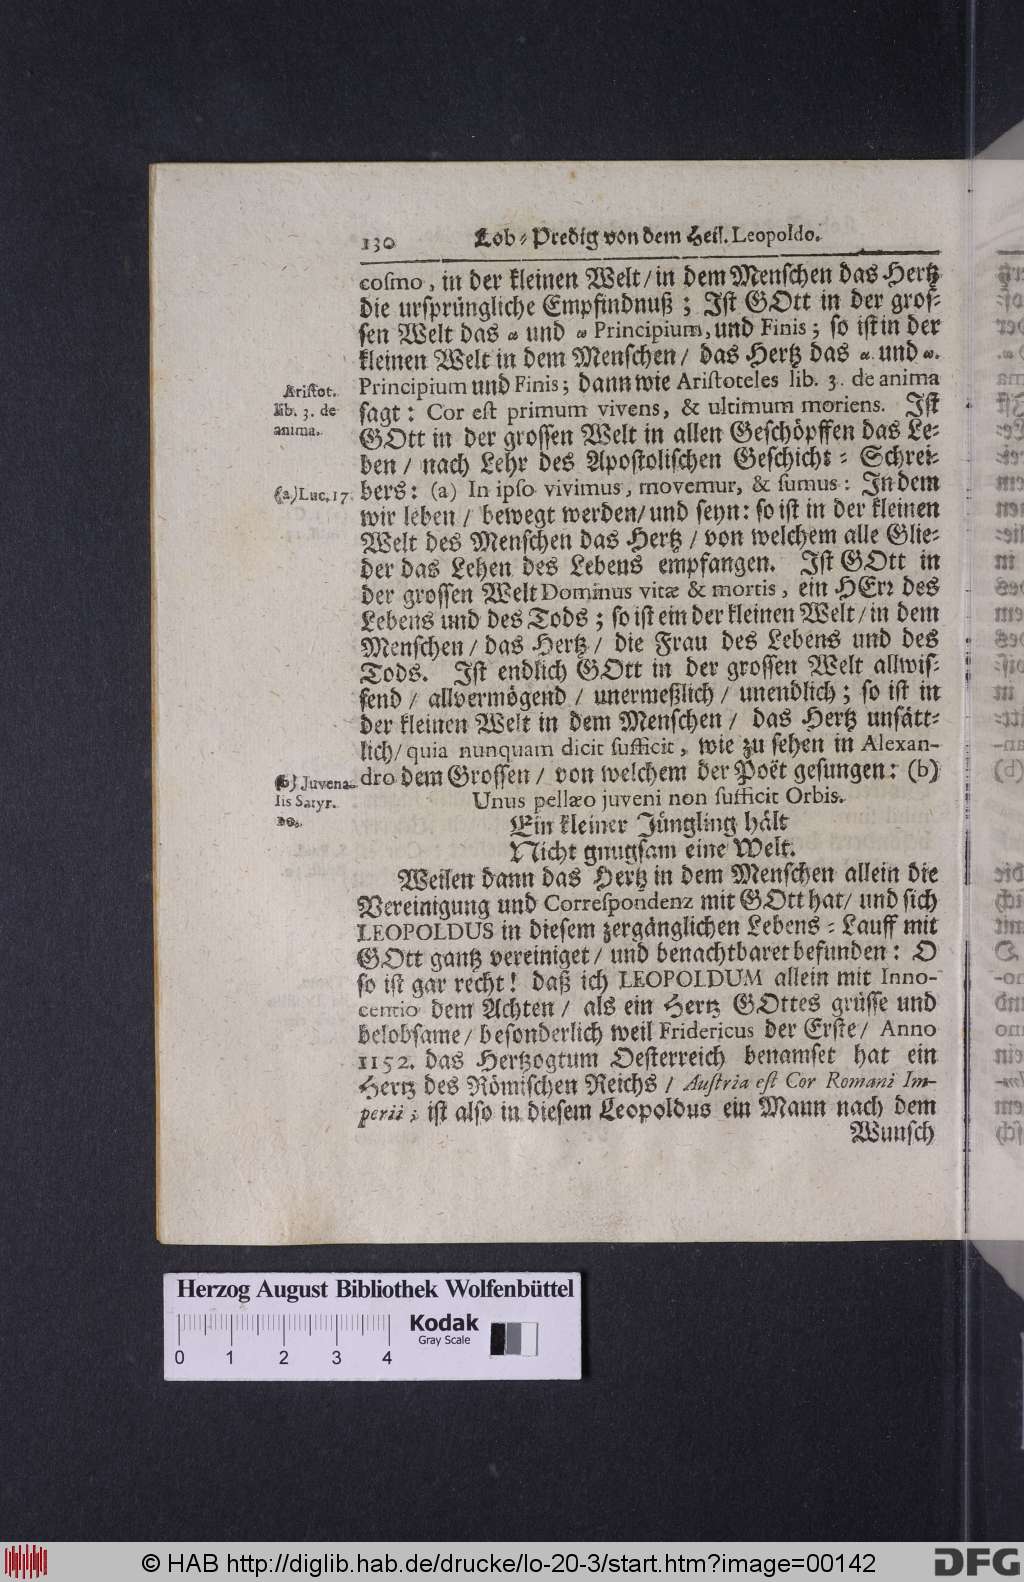 130 Lob-Predig von dem Heil. Leopoldo.
cosmo, in der kleinen Welt/ in dem Menschen das Hertz
die ursprüngliche Empfindnuß; Ist GOtt in der gros-
sen Welt das α und ω Principium, und Finis; so ist in der
kleinen Welt in dem Menschen/ das Hertz das α. und ω.
Principium und Finis; dann wie Aristoteles lib. 3. de anima
sagt: Cor est primum vivens, & ultimum moriens. Ist
GOtt in der grossen Welt in allen Geschöpffen das Le-
ben/ nach Lehr des Apostolischen Geschicht-Schrei-
bers: (a) In ipso vivimus, movemur, & sumus: In dem
wir leben/ bewegt werden/ und seyn: so ist in der kleinen
Welt des Menschen das Hertz/ von welchem alle Glie-
der das Lehen des Lebens empfangen. Ist GOtt in
der grossen Welt Dominus vitæ & mortis, ein HErr des
Lebens und des Tods; so ist ein der kleinen Welt/ in dem
Menschen/ das Hertz/ die Frau des Lebens und des
Tods. Ist endlich GOtt in der grossen Welt allwis-
send/ allvermögend/ unermeßlich/ unendlich; so ist in
der kleinen Welt in dem Menschen/ das Hertz unsätt-
lich/ quia nunquam dicit sufficit, wie zu sehen in Alexan-
dro dem Grossen/ von welchem der Poët gesungen: (b)
Unus pellæo juveni non sufficit Orbis.
Ein kleiner Jüngling hält
Nicht gnugsam eine Welt.
Weilen dann das Hertz in dem Menschen allein die
Vereinigung und Correspondenz mit GOtt hat/ und sich
LEOPOLDUS in diesem zergänglichen Lebens-Lauff mit
GOtt gantz vereiniget/ und benachtbaret befunden: O
so ist gar recht! daß ich LEOPOLDUM allein mit Inno-
centio dem Achten/ als ein Hertz GOttes grüsse und
belobsame/ besonderlich weil Fridericus der Erste/ Anno
1152. das Hertzogtum Oesterreich benamset hat ein
Hertz des Römischen Reichs/ Austria est Cor Romani Im-
perii; ist also in diesem Leopoldus ein Mann nach dem
Wunsch
Aristot.
lib. 3. de
anima.
(a) Luc. 17.
(b) Juvena-
lis Satyr.
Herzog August Bibliothek Wolfenbüttel
Kodak
Gray Scale
0 1 2 3 4
© HAB http://diglib.hab.de/drucke/lo-20-3/start.htm?image=00142
DFG